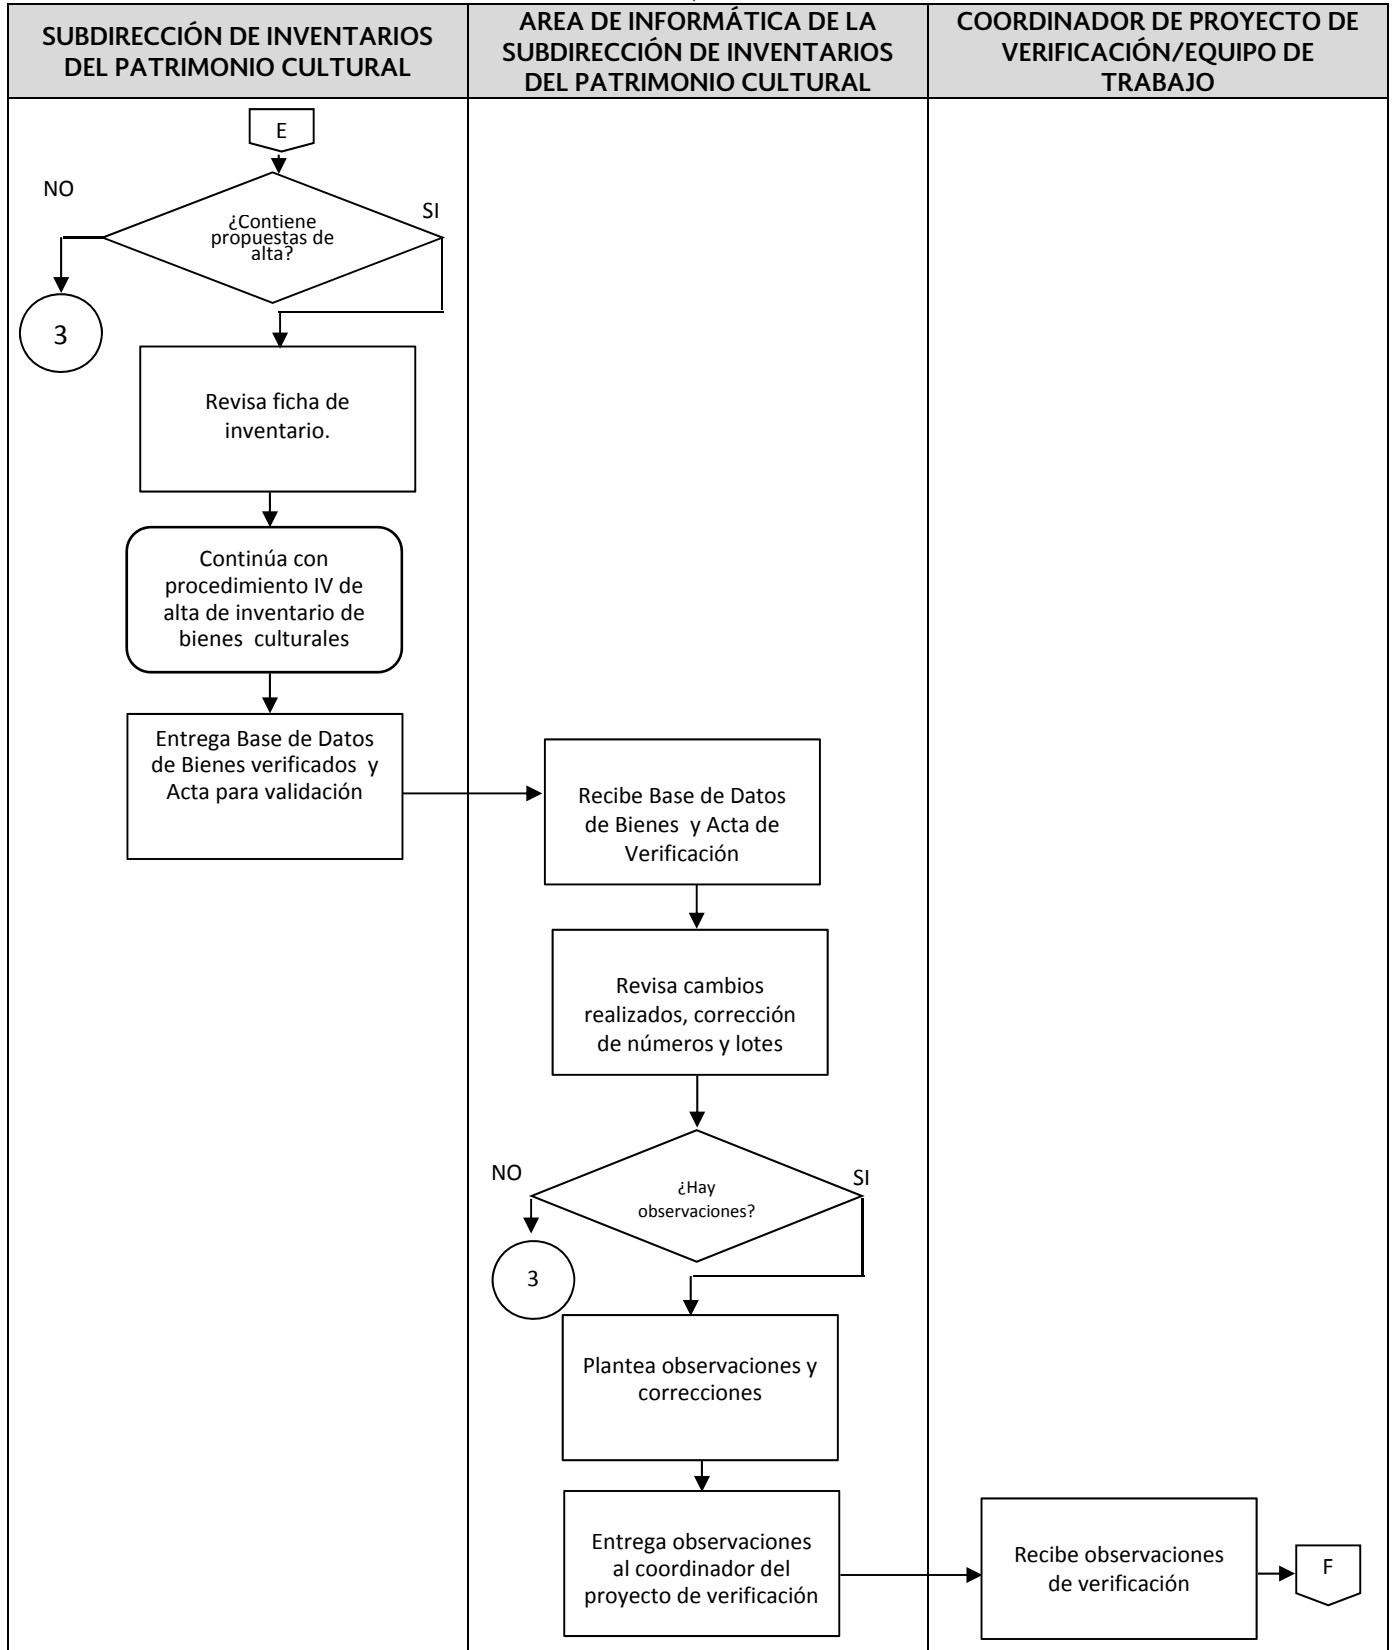 SUBDIRECCIÓN DE INVENTARIOS
DEL PATRIMONIO CULTURAL
AREA DE INFORMÁTICA DE LA
SUBDIRECCIÓN DE INVENTARIOS
DEL PATRIMONIO CULTURAL
COORDINADOR DE PROYECTO DE
VERIFICACIÓN/EQUIPO DE
TRABAJO
E
NO
SI
¿Contiene
propuestas de
alta?
3
Revisa ficha de
inventario.
Continúa con
procedimiento IV de
alta de inventario de
bienes culturales
Entrega Base de Datos
de Bienes verificados y
Acta para validación
Recibe Base de Datos
de Bienes y Acta de
Verificación
Revisa cambios
realizados, corrección
de números y lotes
NO
SI
¿Hay
observaciones?
3
Plantea observaciones y
correcciones
Entrega observaciones
al coordinador del
proyecto de verificación
Recibe observaciones
de verificación
F